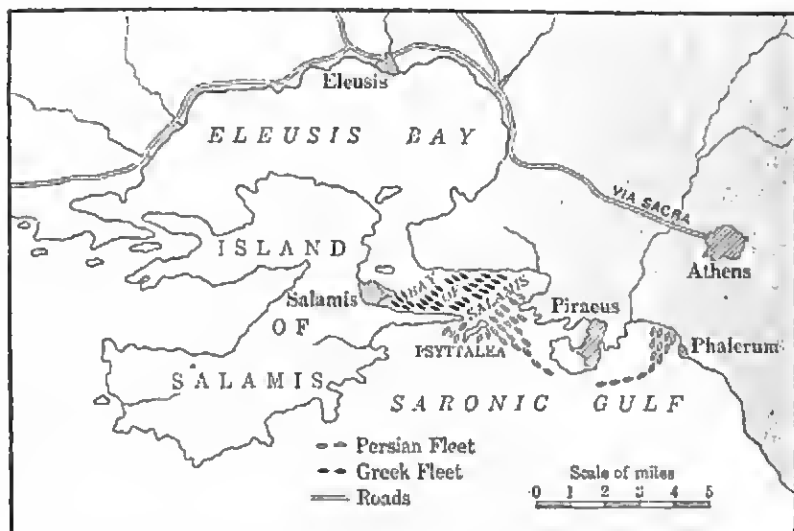 Eleusis
ELEUSIS BAY
VIA SACRA
Athens
ISLAND
BAY
OF
SALAMIS
Salamis
Piraeus
OF
PSYTTALEA
Phalerum
SALAMIS
SARONIC GULF
Persian Fleet
Greek Fleet
Roads
Scale of miles
0 1 2 3 4 5